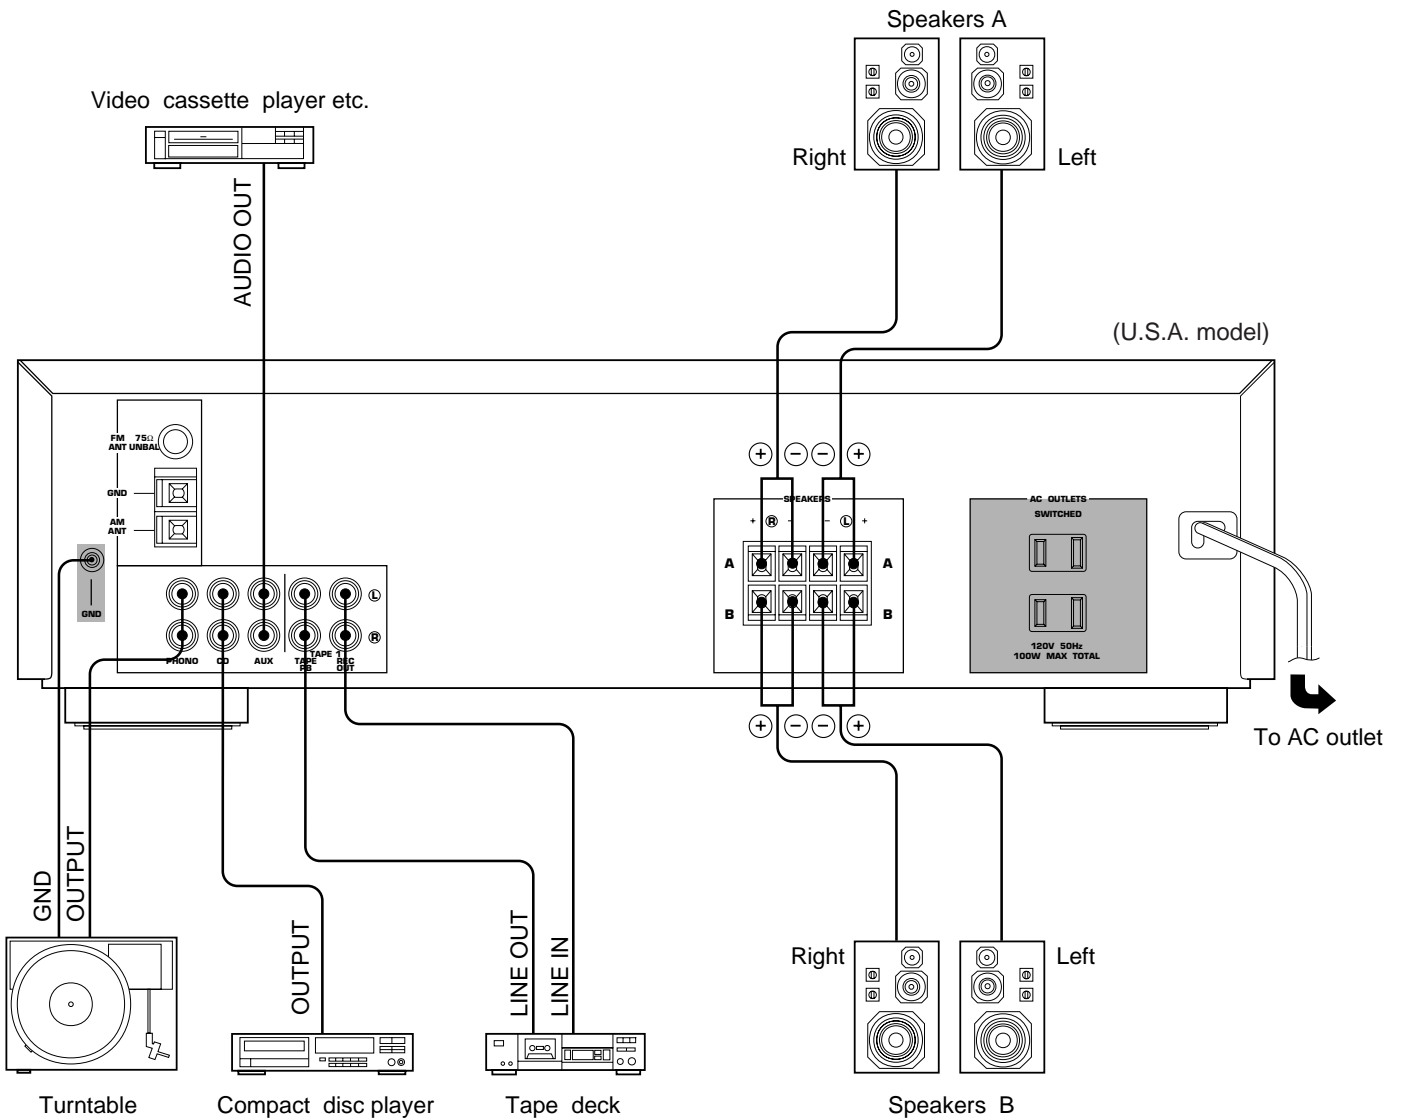 Speakers A
Video cassette player etc.
Right
Left
AUDIO OUT
(U.S.A. model)
FM 75Ω
ANT UNBAL
GND
AM
ANT
GND
+ − − +
SPEAKERS
+ R − − L +
A A
B B
AC OUTLETS
SWITCHED
120V 50Hz
100W MAX TOTAL
L
R
PHONO CD AUX TAPE PB TAPE 1 REC OUT
+ − − +
To AC outlet
GND
OUTPUT
OUTPUT
LINE OUT
LINE IN
Right
Left
Turntable
Compact disc player
Tape deck
Speakers B